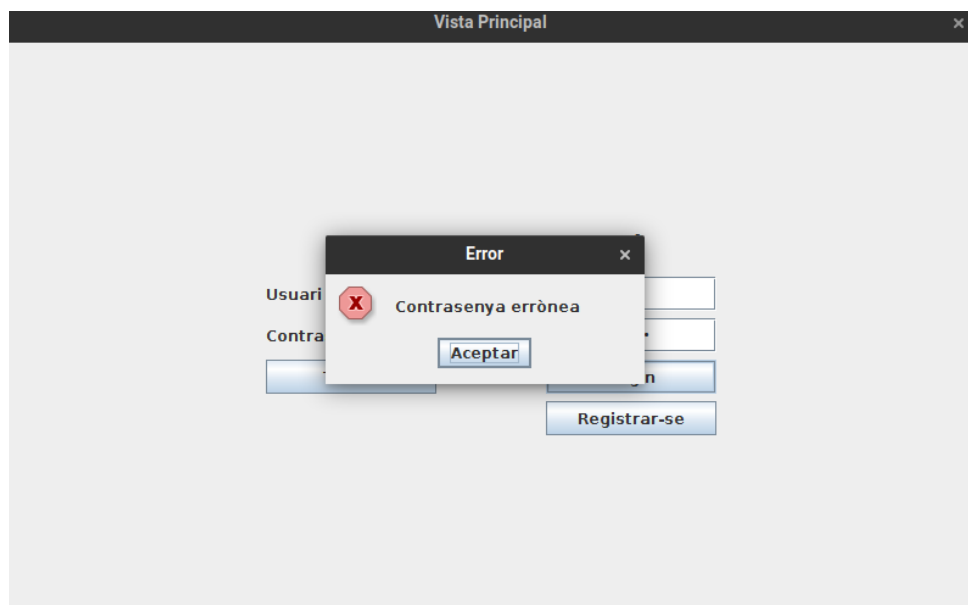 Vista Principal
Error
Usuari
Contrasenya errònea
Contra
Aceptar
Registrar-se